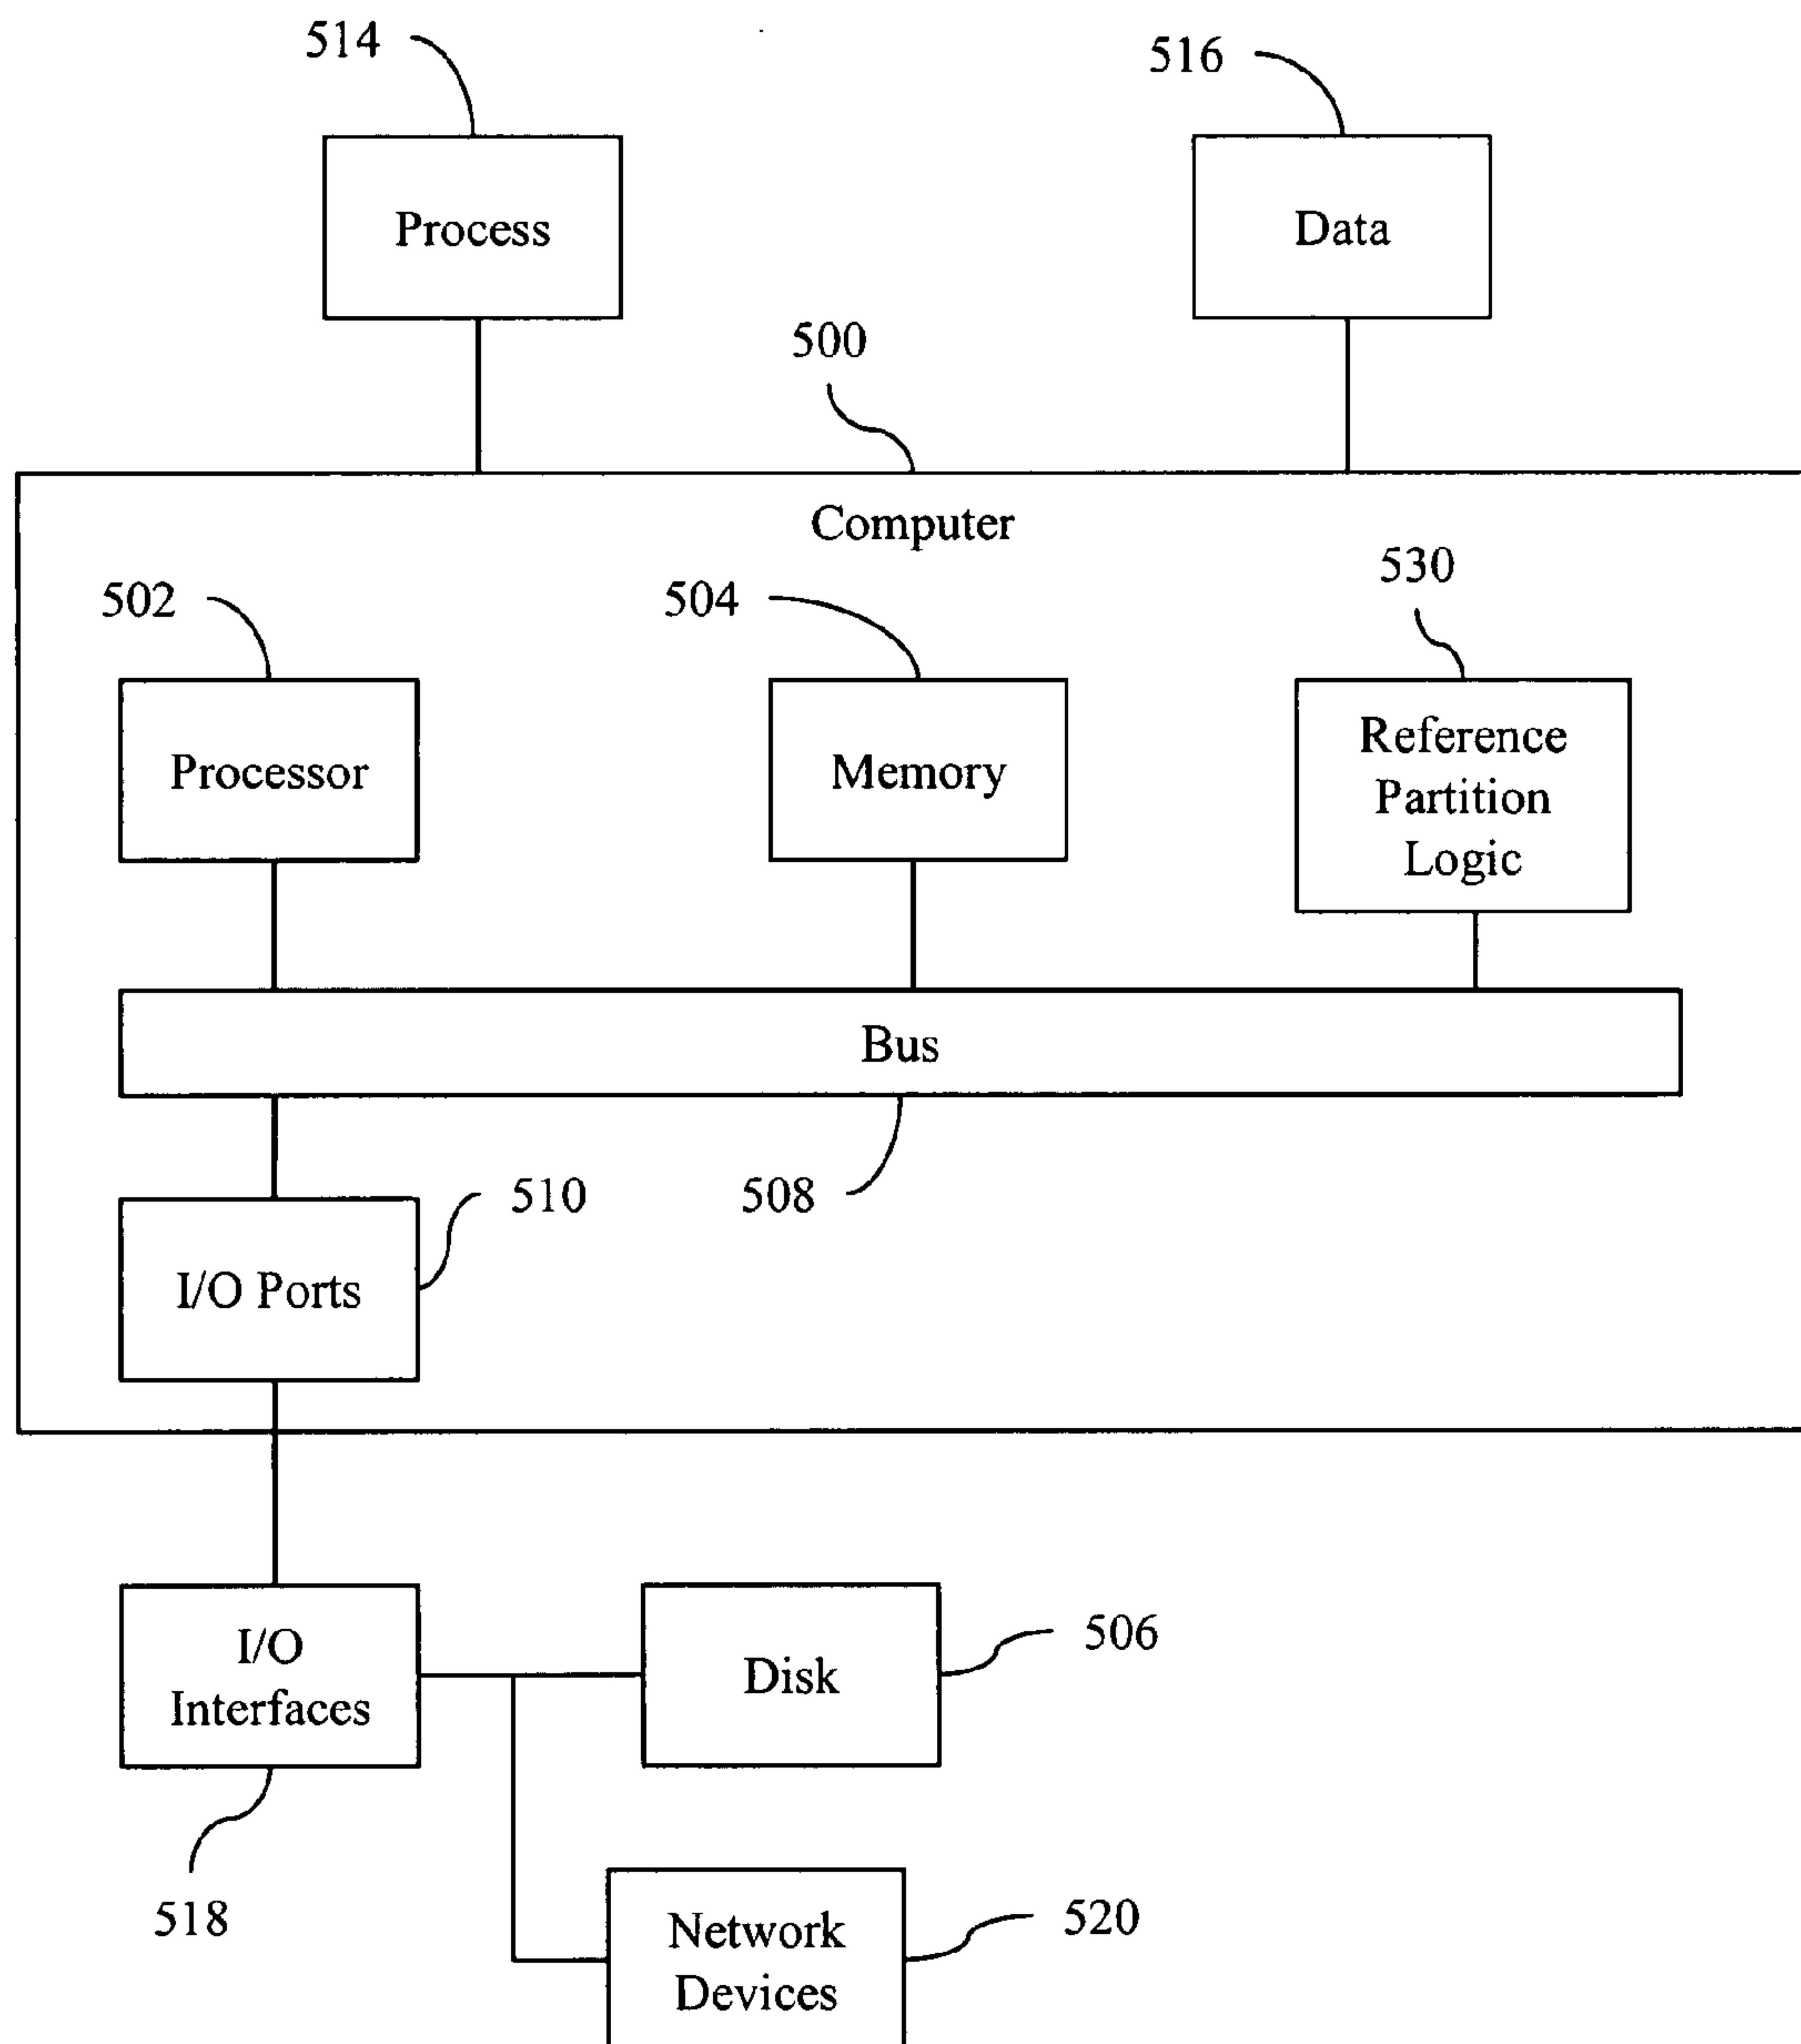 514
516
Process
Data
500
Computer
530
502
504
Processor
Memory
Reference
Partition
Logic
Bus
510
508
I/O Ports
I/O
Interfaces
Disk
506
518
Network
Devices
520